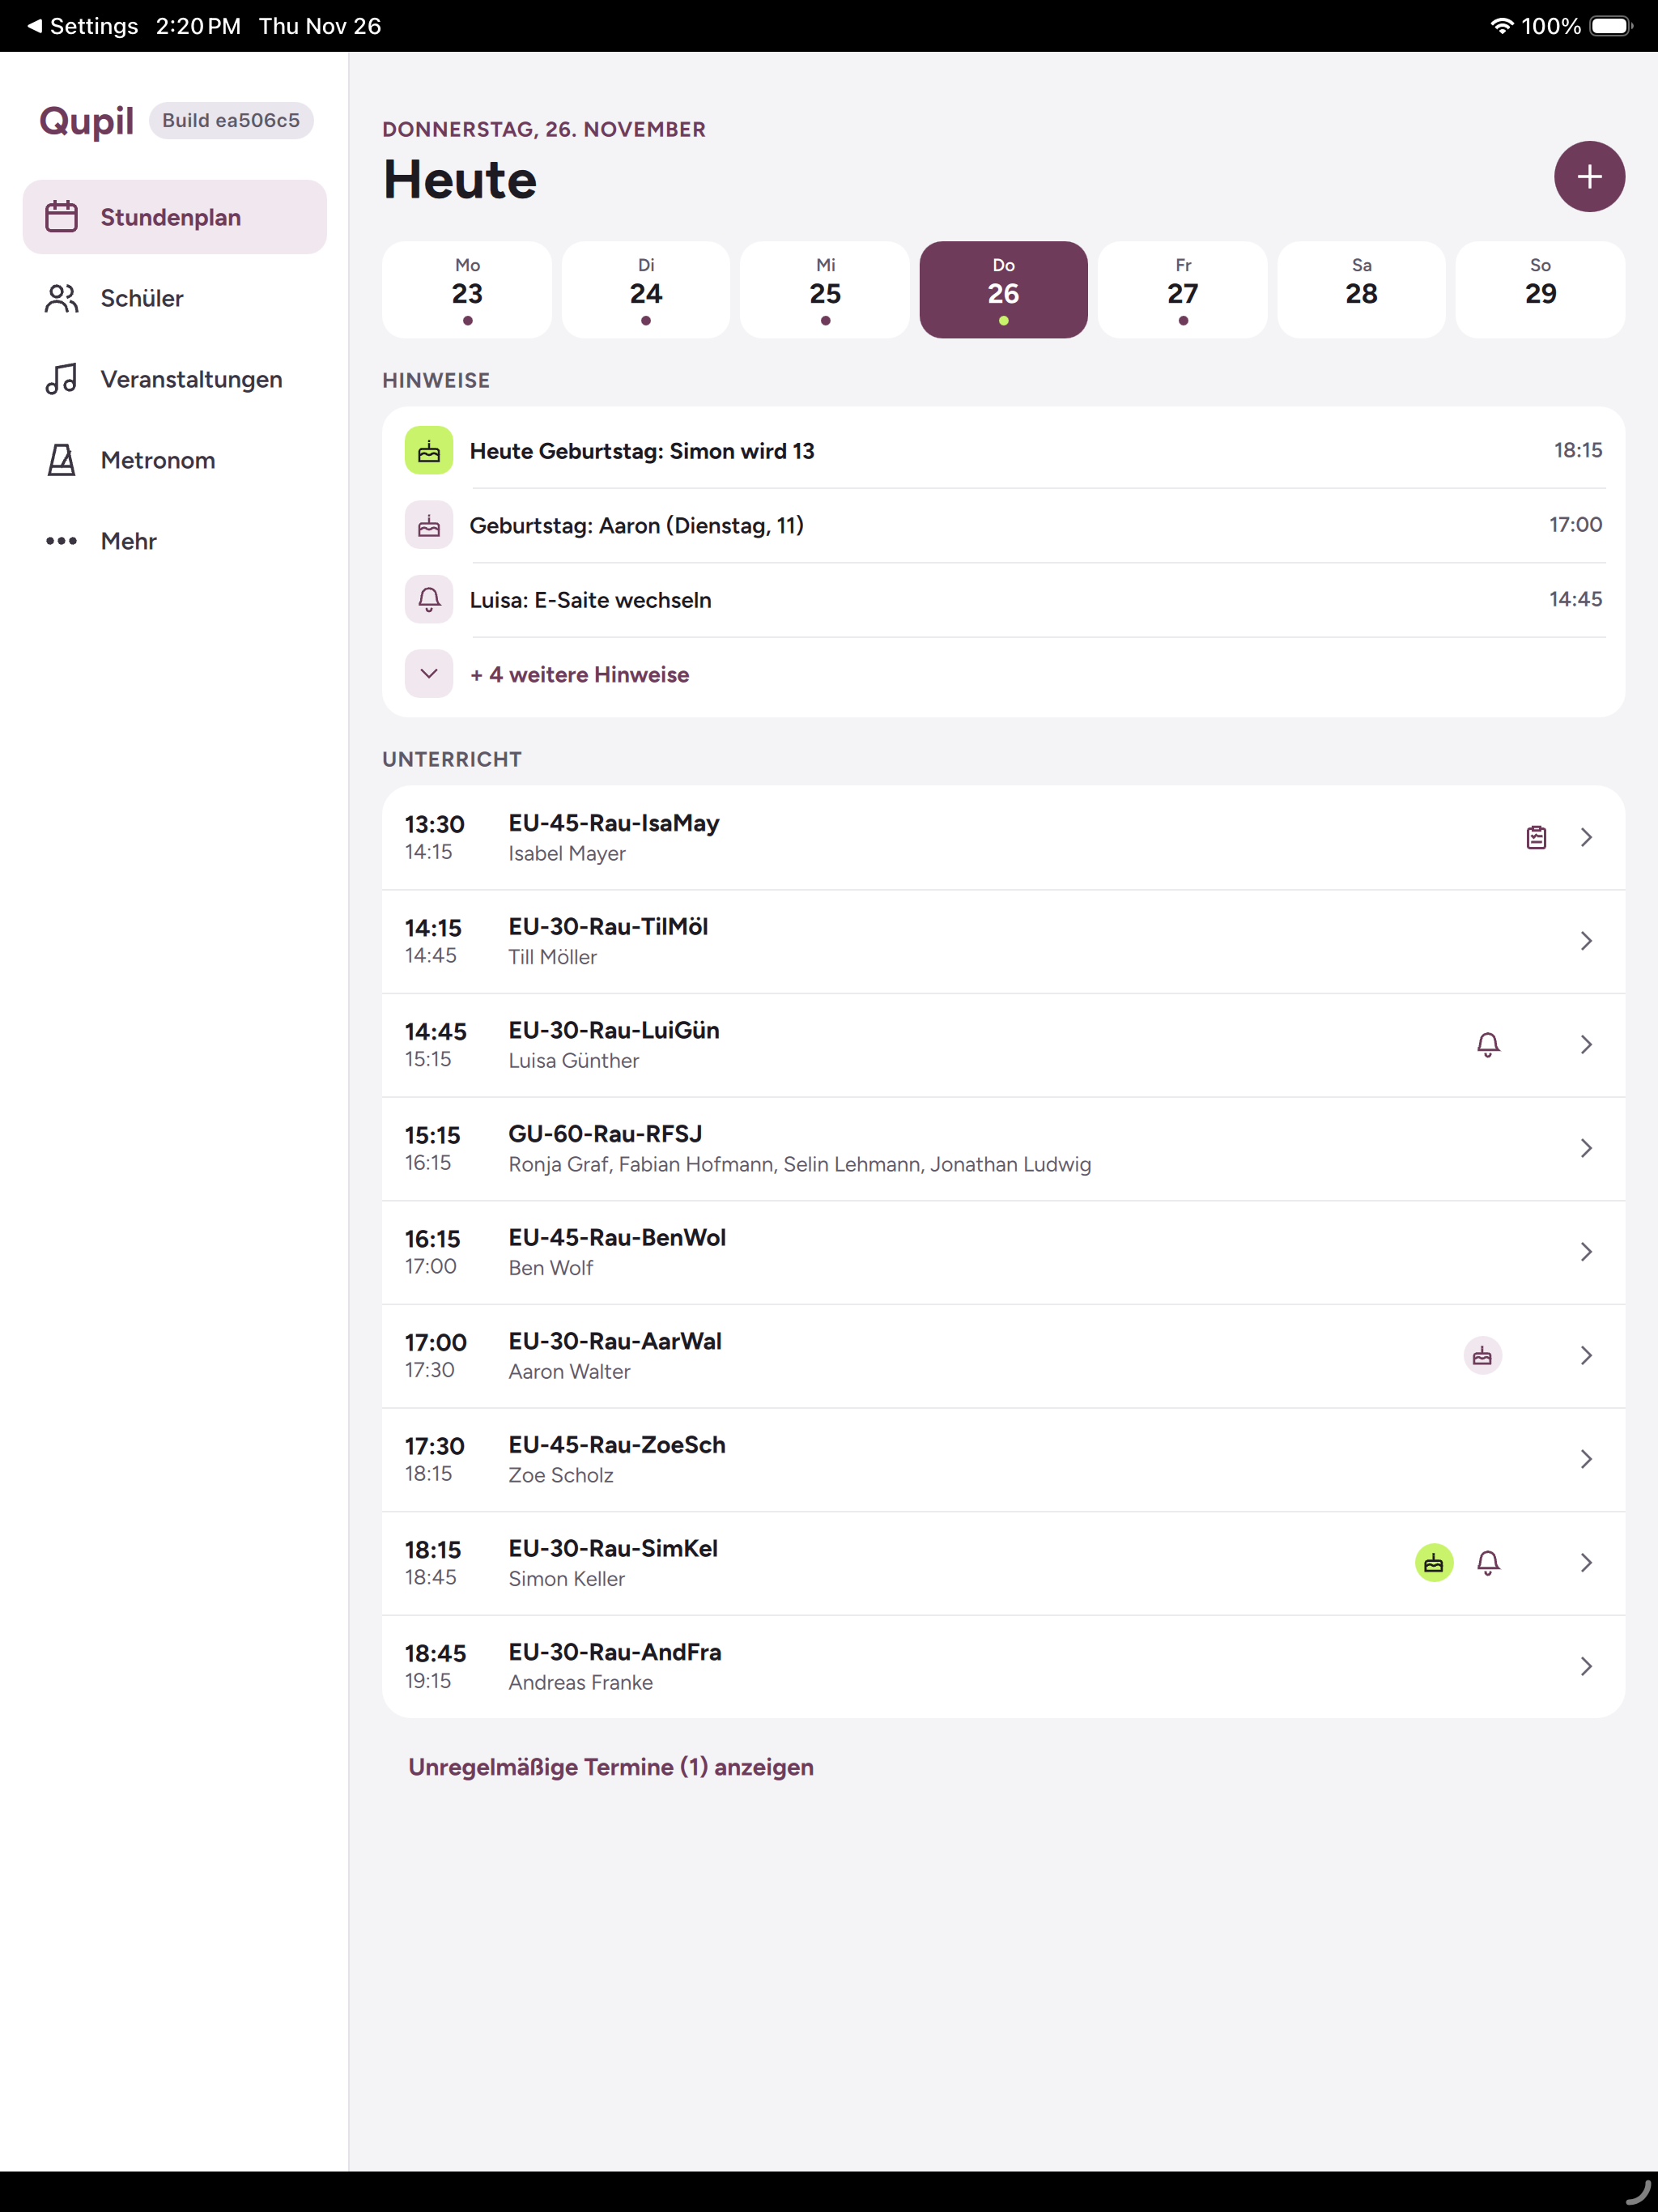 Settings 2:20 PM Thu Nov 26 100%
Qupil Build ea506c5
Stundenplan
Schüler
Veranstaltungen
Metronom
Mehr
DONNERSTAG, 26. NOVEMBER
Heute
Mo Di Mi Do Fr Sa So
23 24 25 26 27 28 29
HINWEISE
Heute Geburtstag: Simon wird 13 18:15
Geburtstag: Aaron (Dienstag, 11) 17:00
Luisa: E-Saite wechseln 14:45
+ 4 weitere Hinweise
UNTERRICHT
13:30 EU-45-Rau-IsaMay
14:15 Isabel Mayer
14:15 EU-30-Rau-TilMöl
14:45 Till Möller
14:45 EU-30-Rau-LuiGün
15:15 Luisa Günther
15:15 GU-60-Rau-RFSJ
16:15 Ronja Graf, Fabian Hofmann, Selin Lehmann, Jonathan Ludwig
16:15 EU-45-Rau-BenWol
17:00 Ben Wolf
17:00 EU-30-Rau-AarWal
17:30 Aaron Walter
17:30 EU-45-Rau-ZoeSch
18:15 Zoe Scholz
18:15 EU-30-Rau-SimKel
18:45 Simon Keller
18:45 EU-30-Rau-AndFra
19:15 Andreas Franke
Unregelmäßige Termine (1) anzeigen